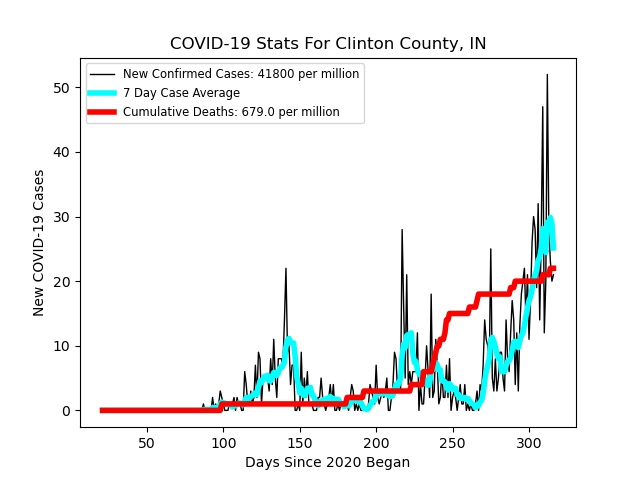 COVID-19 Stats For Clinton County, IN
New Confirmed Cases: 41800 per million
7 Day Case Average
Cumulative Deaths: 679.0 per million
50
40
30
20
10
0
New COVID-19 Cases
50
100
150
200
250
300
Days Since 2020 Began